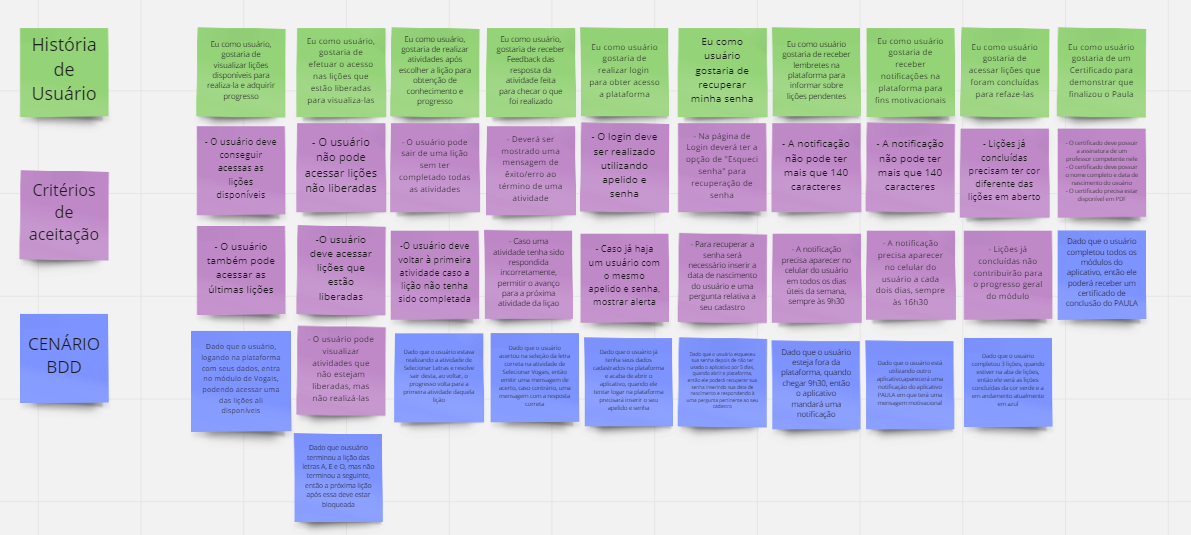 História
de
Usuário
Eu como usuário,
gostaria de
visualizar lições
disponíveis para
realiza-la e adquirir
progresso
Eu como usuário,
gostaria de
efetuar o acesso
nas lições que
estão liberadas
para visualiza-las
Eu como usuário,
gostaria de realizar
atividades após
escolher a lição para
obtenção de
conhecimento e
progresso
Eu como usuário,
gostaria de receber
Feedback das
resposta da
atividade feita
para checar o que
foi realizado
Eu como usuário
gostaria de
realizar login
para obter acesso
a plataforma
Eu como
usuário
gostaria de
recuperar
minha senha
Eu como usuário
gostaria de receber
lembretes na
plataforma para
informar sobre
lições pendentes
Eu como usuário
gostaria de
receber
notificações na
plataforma para
fins motivacionais
Eu como usuário,
gostaria de
acessar lições que
foram concluídas
para refaze-las
Eu como usuário
gostaria de um
Certificado para
demonstrar que
finalizou o Paula
Critérios
de
aceitação
- O usuário deve
conseguir
acessas as
lições
disponíveis
- O usuário
não pode
acessar lições
não liberadas
- O usuário pode
sair de uma lição
sem ter
completado todas
as atividades
- Deverá ser
mostrado uma
mensagem de
êxito/erro ao
término de uma
atividade
- O login deve
ser realizado
utilizando
apelido e
senha
- Na página de
Login deverá ter a
opção de "Esqueci
senha" para
recuperação de
senha
- A notificação
não pode ter
mais que 140
caracteres
- A notificação
não pode ter
mais que 140
caracteres
- Lições já
concluídas
precisam ter cor
diferente das
lições em aberto
- O certificado deve possuir
a assinatura de um
professor competente nele
- O certificado deve possuir
o nome completo e data de
nascimento do usuário
- O certificado precisa estar
disponível em PDF
- O usuário
também pode
acessar as
últimas lições
-O usuário
deve acessar
lições que
estão
liberadas
-O usuário deve
voltar à primeira
atividade caso a
lição não tenha
sido completada
- Caso uma
atividade tenha sido
respondida
incorretamente,
permitir o avanço
para a próxima
atividade da liçao
- Caso já haja
um usuário com
o mesmo
apelido e senha,
mostrar alerta
- Para recuperar a
senha será
necessário inserir a
data de nascimento
do usuário e uma
pergunta relativa a
seu cadastro
- A notificação
precisa aparecer no
celular do usuário
em todos os dias
úteis da semana,
sempre às 9h30
- A notificação
precisa aparecer
no celular do
usuário a cada
dois dias, sempre
às 16h30
- Lições já
concluídas não
contribuirão para
o progresso geral
do módulo
Dado que o usuário
completou todos os
módulos do
aplicativo, então ele
poderá receber um
certificado de
conclusão do PAULA
CENÁRIO
BDD
Dado que o usuário,
logando na plataforma
com seus dados, entra
no módulo de Vogais,
podendo acessar uma
das lições ali
disponíveis
- O usuário pode
visualizar
atividades que
não estejam
liberadas, mas
não realizá-las
Dado que o usuário estava
realizando a atividade de
Selecionar Letras e resolve
sair desta, ao voltar, o
progresso volta para a
primeira atividade daquela
lição
Dado que o usuário
acertou na seleção da letra
correta na atividade de
Selecionar Vogais, então
emitir uma mensagem de
acerto, caso contrário, uma
mensagem com a resposta
correta
Dado que o usuário já
tenha seus dados
cadastrados na plataforma
e acaba de abrir o
aplicativo, quando ele
tentar logar na plataforma
precisará inserir o seu
apelido e senha
Dado que o usuário esqueceu
sua senha depois de não ter
usado o aplicativo por 5 dias,
quando abrir a plataforma,
então ele poderá recuperar sua
senha inserindo sua data de
nascimento e respondendo à
uma pergunta pertinente ao seu
cadastro
Dado que o usuário
esteja fora da
plataforma, quando
chegar 9h30, então
o aplicativo
mandará uma
notificação
Dado que o usuário está
utilizando outro
aplicativo,aparecerá uma
notificação do aplicativo
PAULA em que terá uma
mensagem motivacional
Dado que o usuário
completou 3 lições, quando
estiver na aba de lições,
então ele verá as lições
concluídas da cor verde e a
em andamento atualmente
em azul
Dado que ousuário
terminou a lição das
letras A, E e O, mas não
terminou a seguinte,
então a próxima lição
após essa deve estar
bloqueada